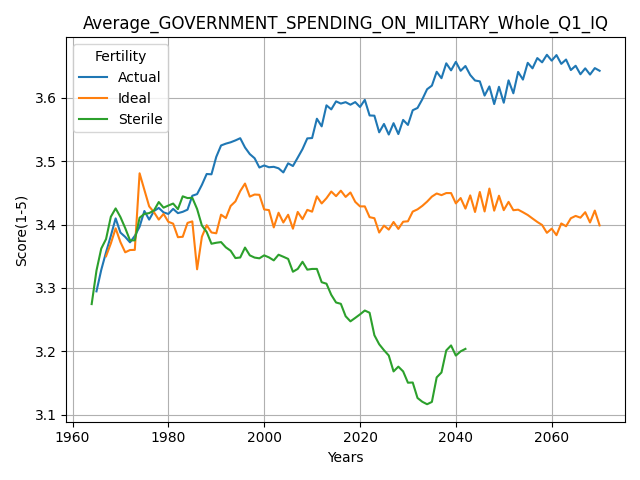 Average_GOVERNMENT_SPENDING_ON_MILITARY_Whole_Q1_IQ
Fertility
Actual
Ideal
Sterile
Score(1-5)
3.6
3.5
3.4
3.3
3.2
3.1
1960 1980 2000 2020 2040 2060
Years